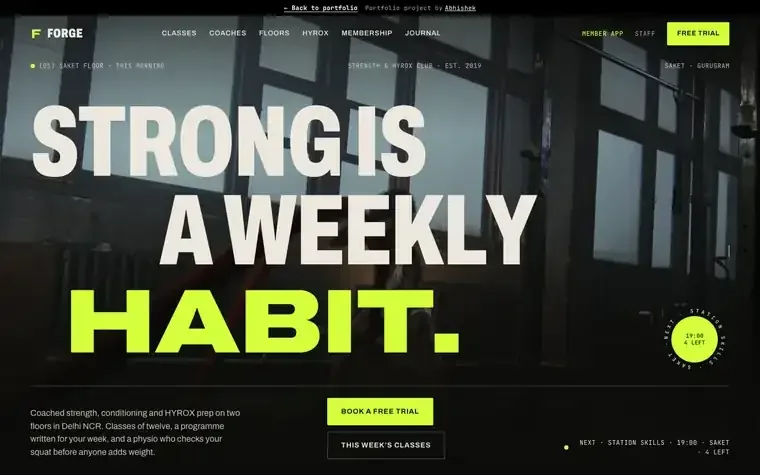 ← Back to portfolio Portfolio project by Abhishek
FORGE
CLASSES COACHES FLOORS HYROX MEMBERSHIP JOURNAL
MEMBER APP STAFF FREE TRIAL
(01) SAKET FLOOR · THIS MORNING
STRENGTH & HYROX CLUB · EST. 2019
SAKET · GURUGRAM
STRONG IS
A WEEKLY
HABIT.
NEXT · STATION SKILLS ·
19:00
4 LEFT
Coached strength, conditioning and HYROX prep on two
floors in Delhi NCR. Classes of twelve, a programme
written for your week, and a physio who checks your
squat before anyone adds weight.
BOOK A FREE TRIAL
THIS WEEK'S CLASSES
NEXT · STATION SKILLS · 19:00 · SAKET
· 4 LEFT